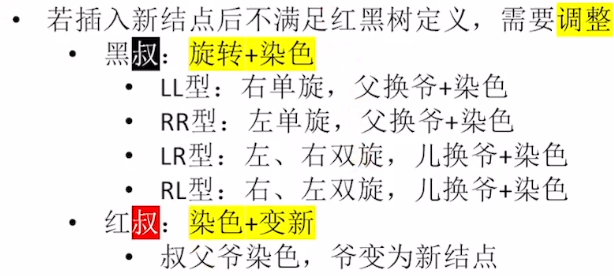 • 若插入新结点后不满足红黑树定义，需要调整
• 黑叔：旋转+染色
• LL型：右单旋，父换爷+染色
• RR型：左单旋，父换爷+染色
• LR型：左、右双旋，儿换爷+染色
• RL型：右、左双旋，儿换爷+染色
• 红叔：染色+变新
• 叔父爷染色，爷变为新结点